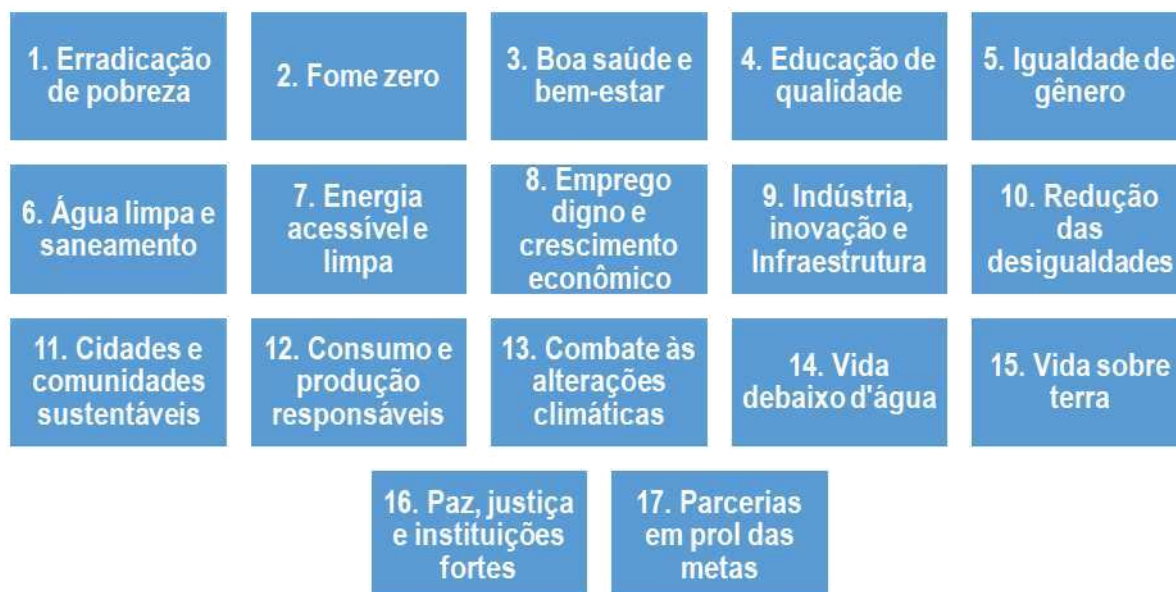 1. Erradicação
de pobreza
2. Fome zero
3. Boa saúde e
bem-estar
4. Educação de
qualidade
5. Igualdade de
gênero
6. Água limpa e
saneamento
7. Energia
acessível e
limpa
8. Emprego
digno e
crescimento
econômico
9. Indústria,
inovação e
Infraestrutura
10. Redução
das
desigualdades
11. Cidades e
comunidades
sustentáveis
12. Consumo e
produção
responsáveis
13. Combate às
alterações
climáticas
14. Vida
debaixo d'água
15. Vida sobre
terra
16. Paz, justiça
e instituições
fortes
17. Parcerias
em prol das
metas